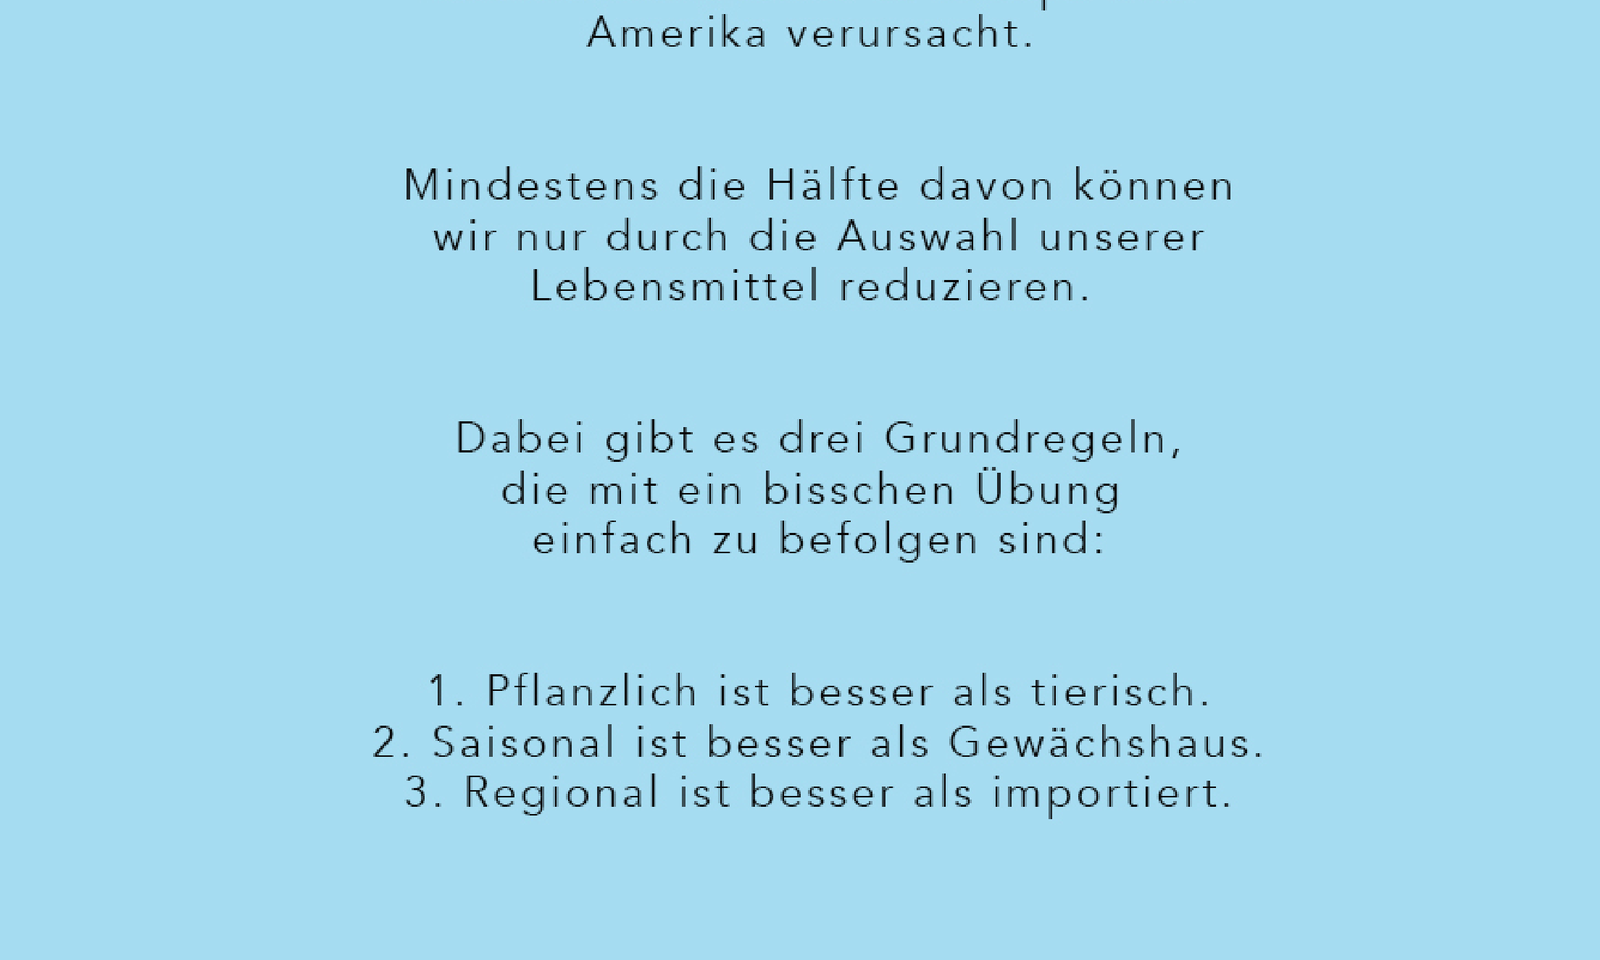 Amerika verursacht.
Mindestens die Hälfte davon können
wir nur durch die Auswahl unserer
Lebensmittel reduzieren.
Dabei gibt es drei Grundregeln,
die mit ein bisschen Übung
einfach zu befolgen sind:
1. Pflanzlich ist besser als tierisch.
2. Saisonal ist besser als Gewächshaus.
3. Regional ist besser als importiert.